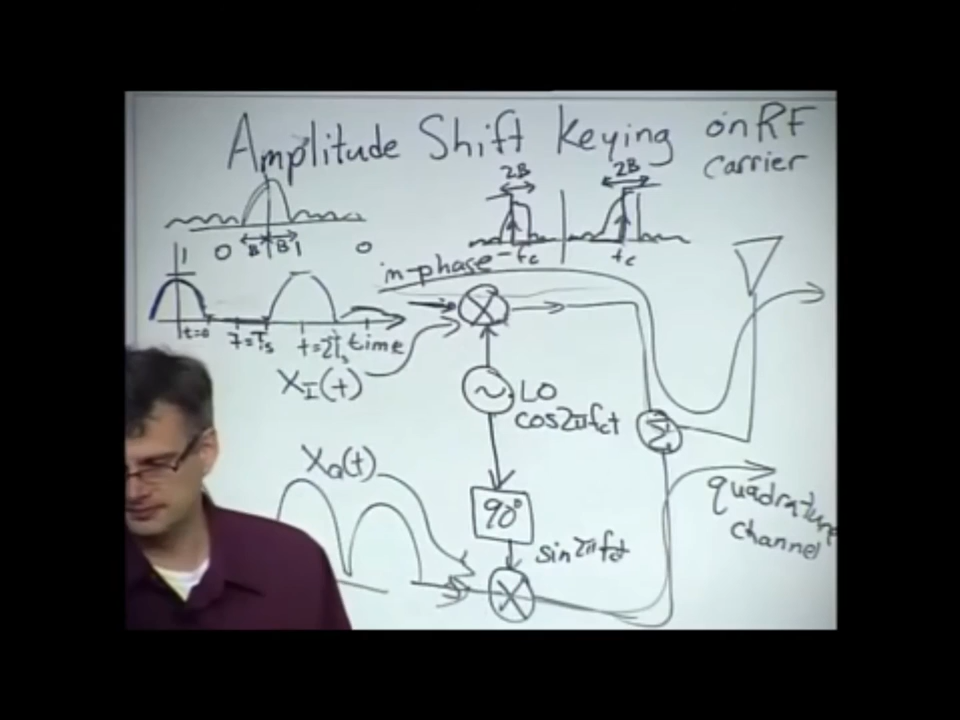 Amplitude Shift Keying on RF
carrier
2B 2B
0 B B 1 0
-fc fc
in-phase
1
t=0 t=Ts t=2Ts time
XI(t)
LO
cos2πfct
Σ
XQ(t)
90°
sin2πfct
quadrature
channel